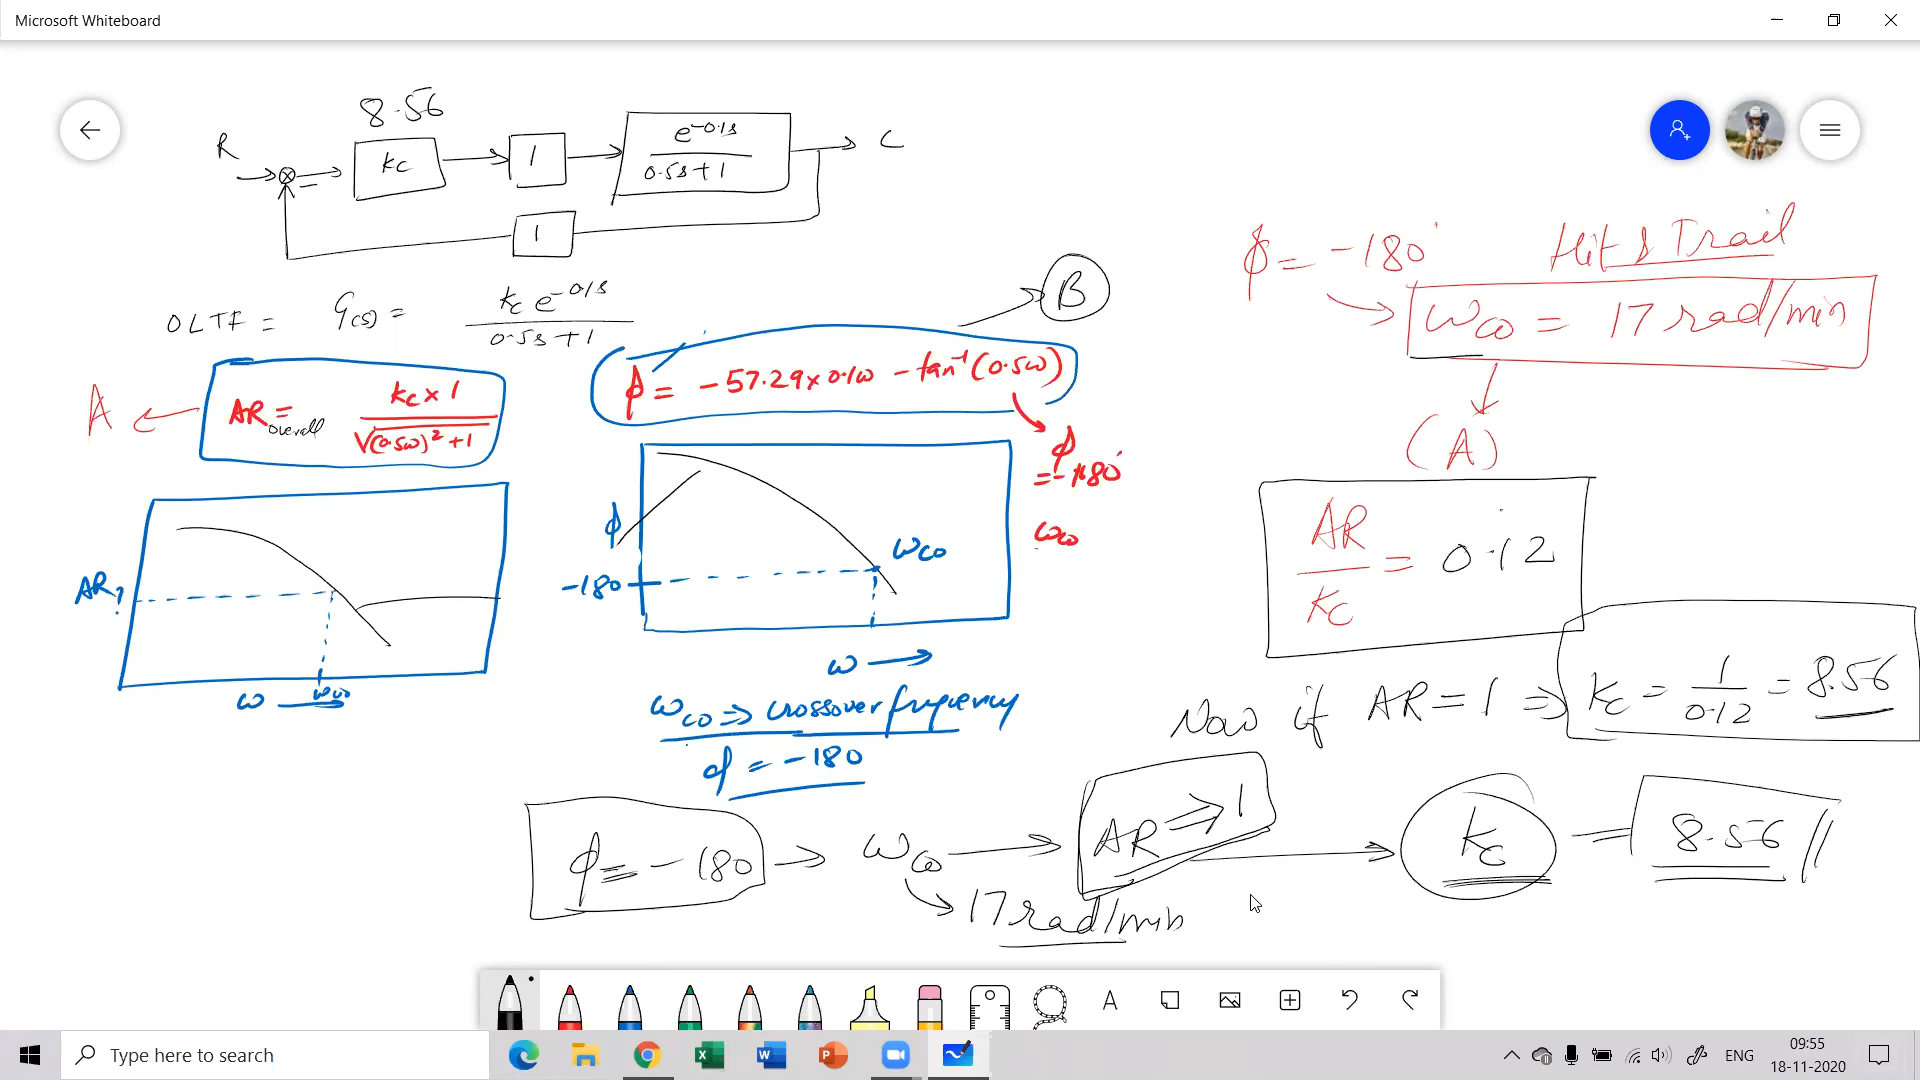 Microsoft Whiteboard
8.56
R
Kc
1
e^-0.1s
0.5s+1
C
-
1
OLTF = G(s) = Kc e^-0.1s / 0.5s+1
B
A
AR overall = Kc × 1 / √(0.5ω)² + 1
ϕ = -57.29×0.1ω - tan⁻¹(0.5ω)
ϕ = -180°
ωco
AR ?
ω
ωco
ϕ
-180
ωco
ω
ωco ⇒ crossover frequency
ϕ = -180
ϕ = -180°
Hit & Trail
ωco = 17 rad/min
(A)
AR / Kc = 0.12
Now if AR = 1 ⇒ Kc = 1 / 0.12 = 8.56
ϕ = -180 → ωco → AR ⇒ 1 → Kc = 8.56 //
17 rad/min
A
Type here to search
ENG
09:55
18-11-2020